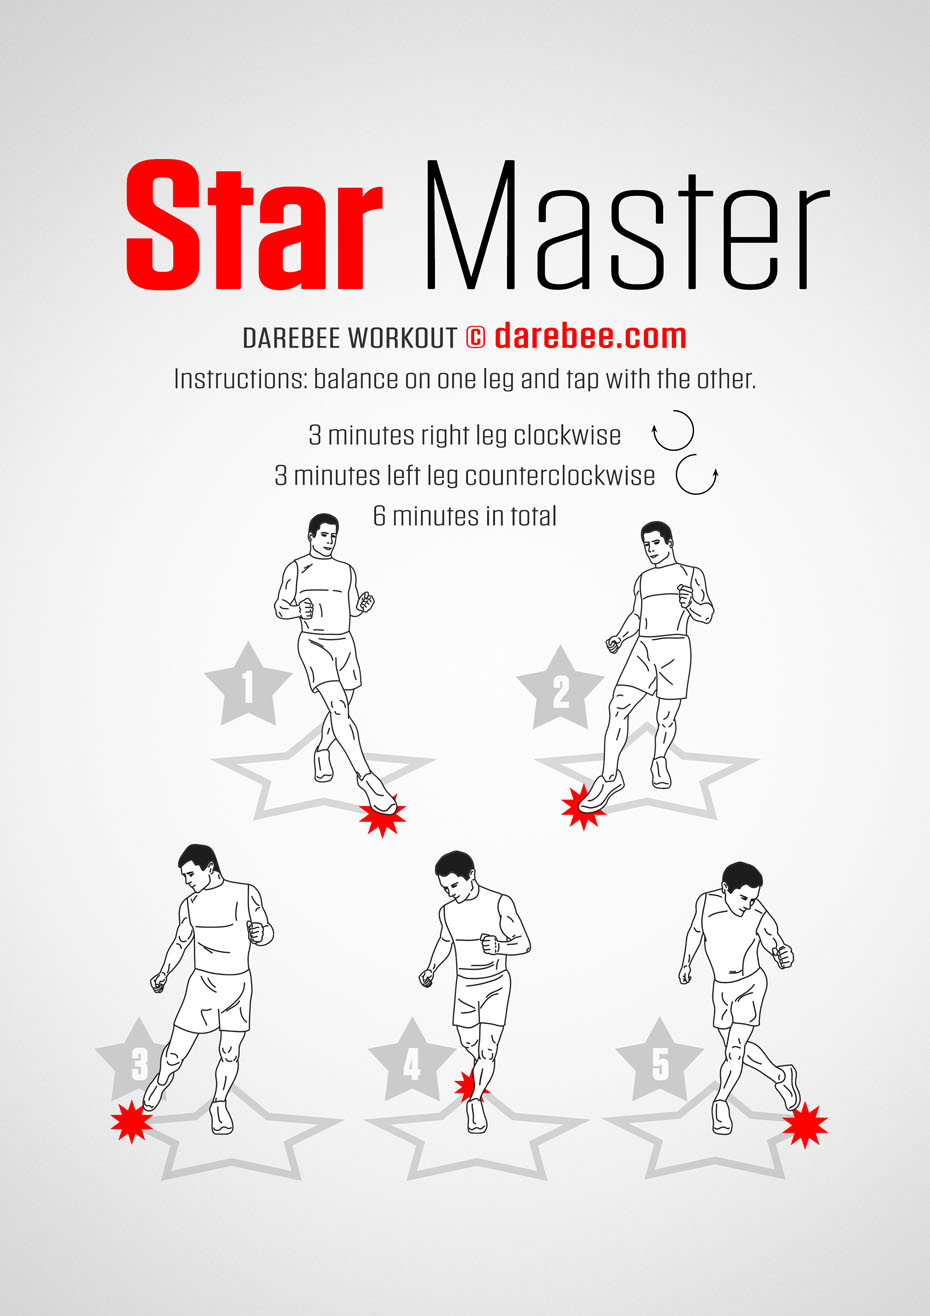 Star Master
DAREBEE WORKOUT © darebee.com
Instructions: balance on one leg and tap with the other.
3 minutes right leg clockwise
3 minutes left leg counterclockwise
6 minutes in total
1
2
3
4
5